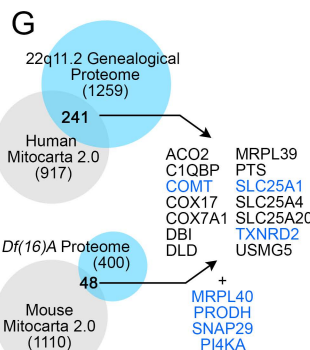 G
22q11.2 Genealogical
Proteome
(1259)
241
Human
Mitocarta 2.0
(917)
ACO2 MRPL39
C1QBP PTS
COMT SLC25A1
COX17 SLC25A4
COX7A1 SLC25A20
DBI TXNRD2
DLD USMG5
Df(16)A Proteome
(400)
48
Mouse
Mitocarta 2.0
(1110)
+
MRPL40
PRODH
SNAP29
PI4KA